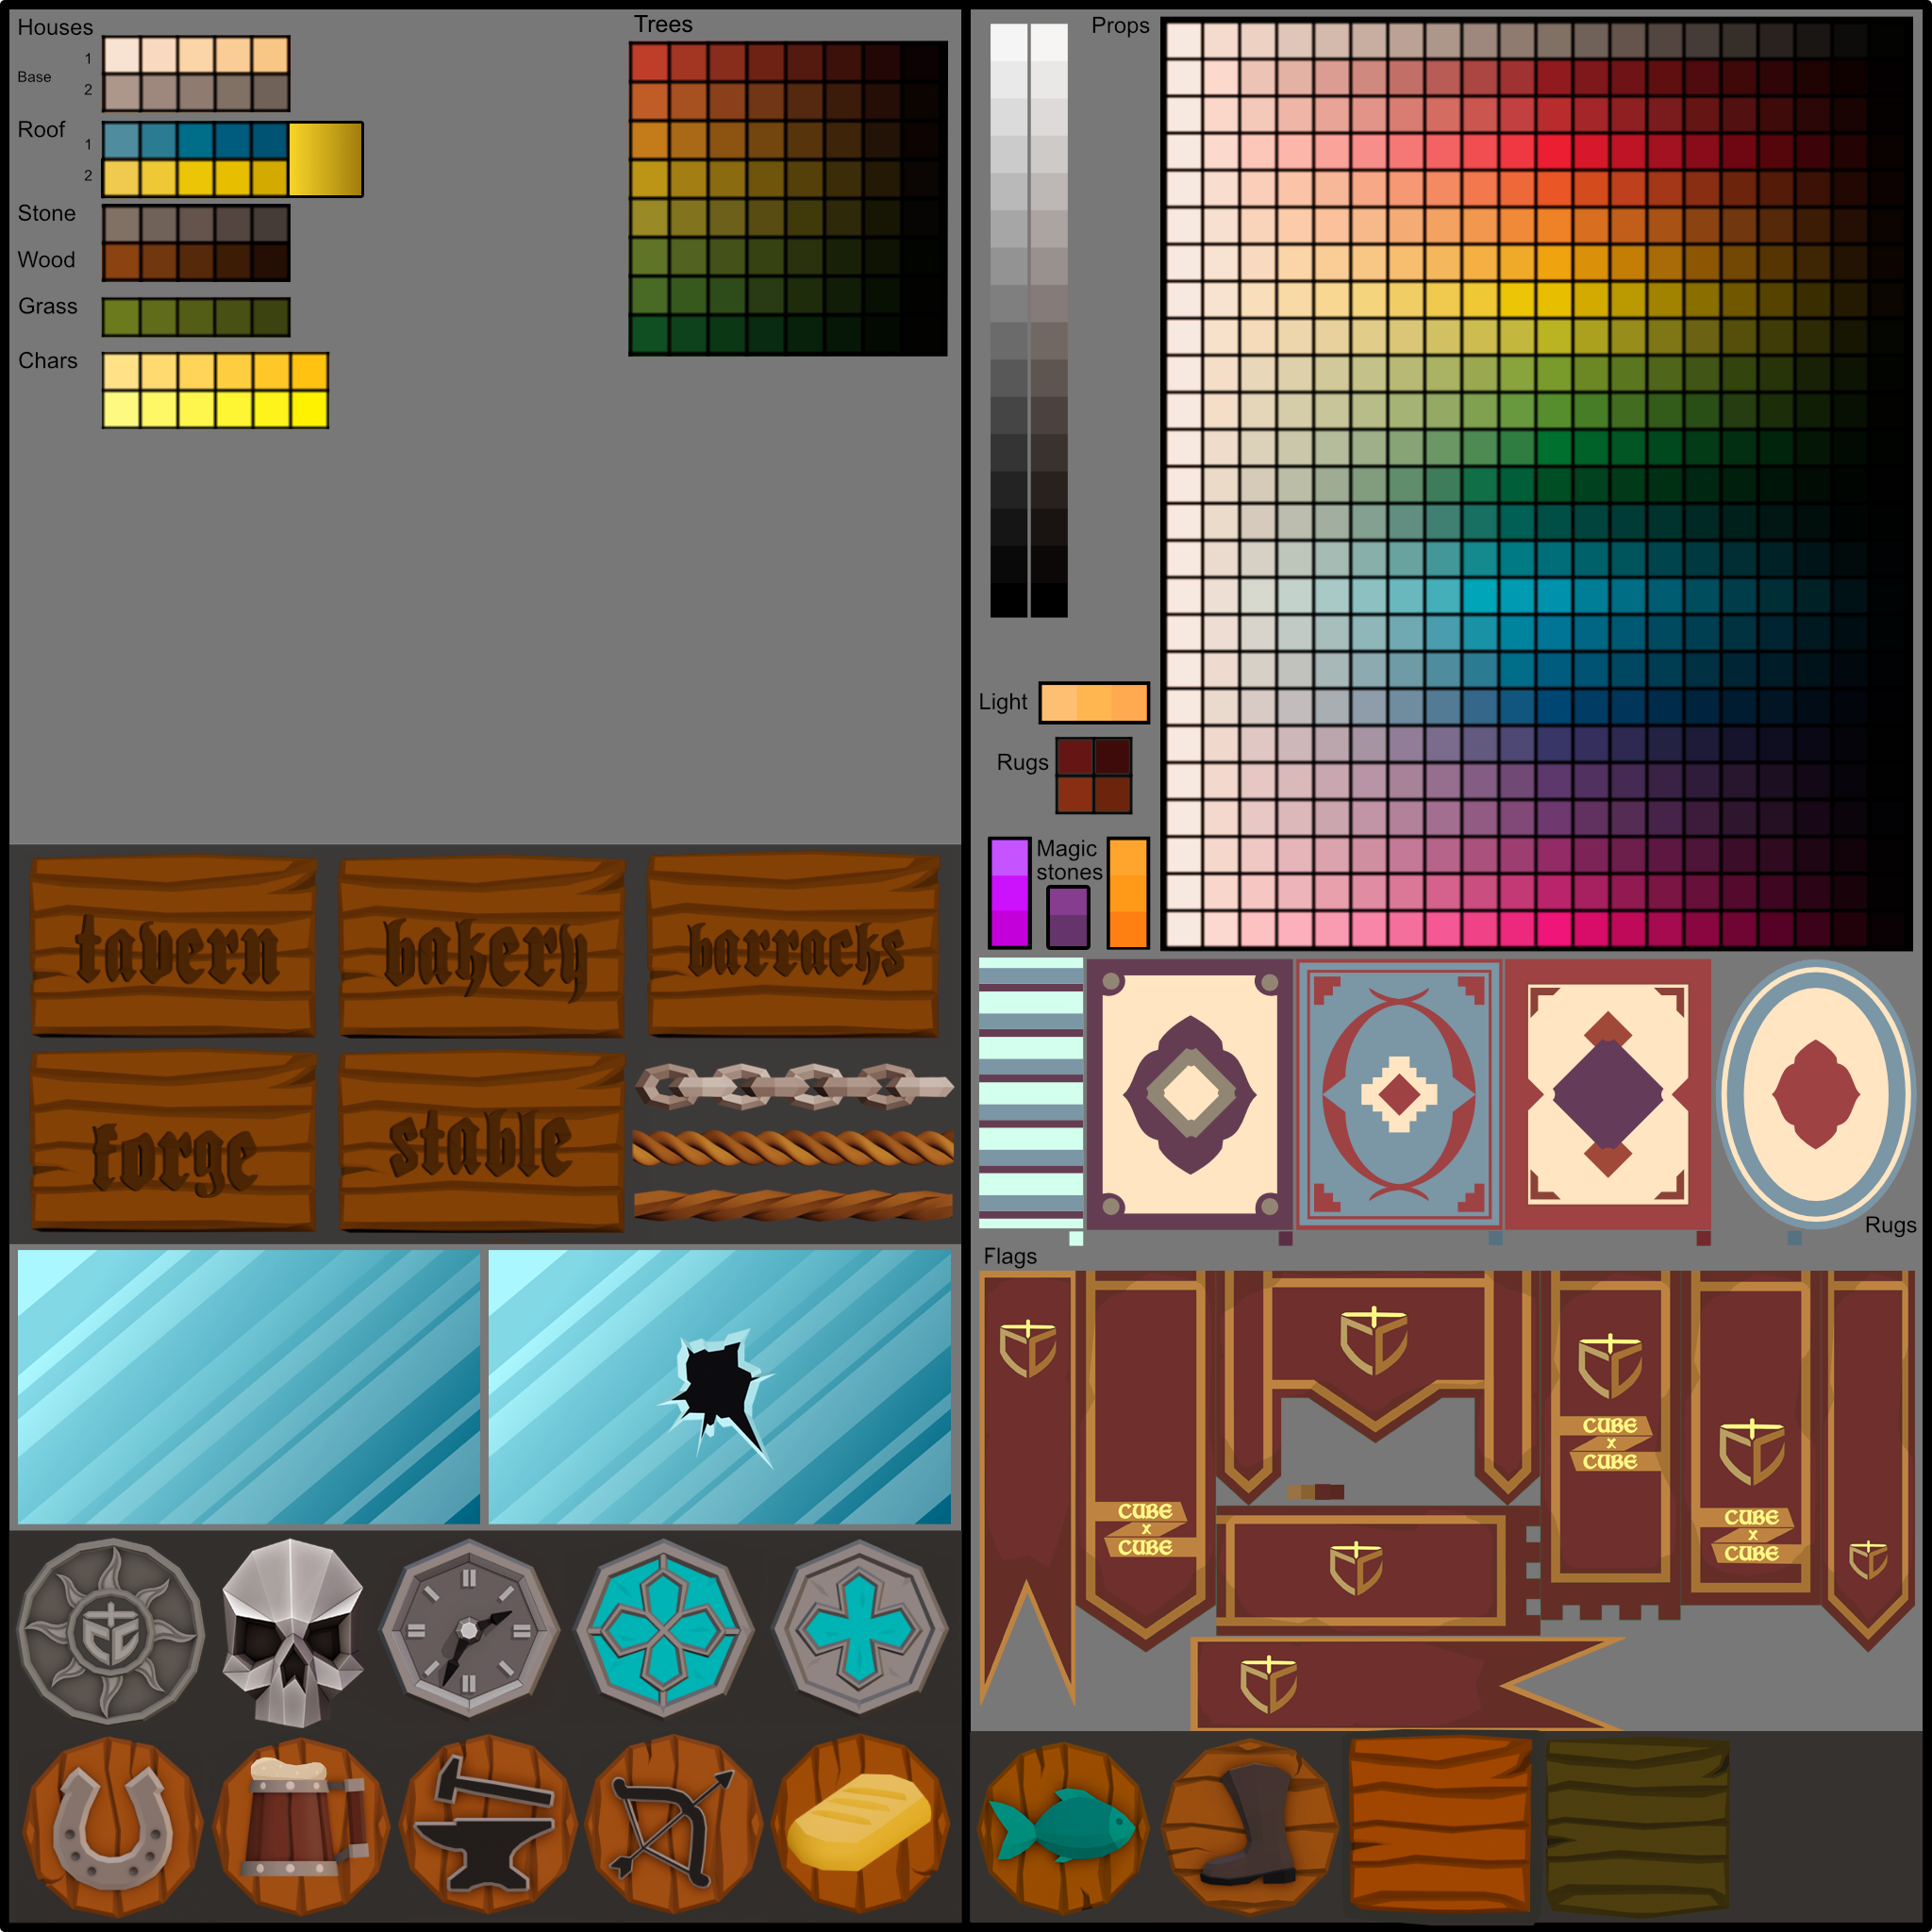 Houses
1
Base
2
Roof
1
2
Stone
Wood
Grass
Chars
Trees
Props
Light
Rugs
Magic
stones
tavern
bakery
barracks
forge
stable
Rugs
Flags
CUBE
x
CUBE
CUBE
x
CUBE
CUBE
x
CUBE